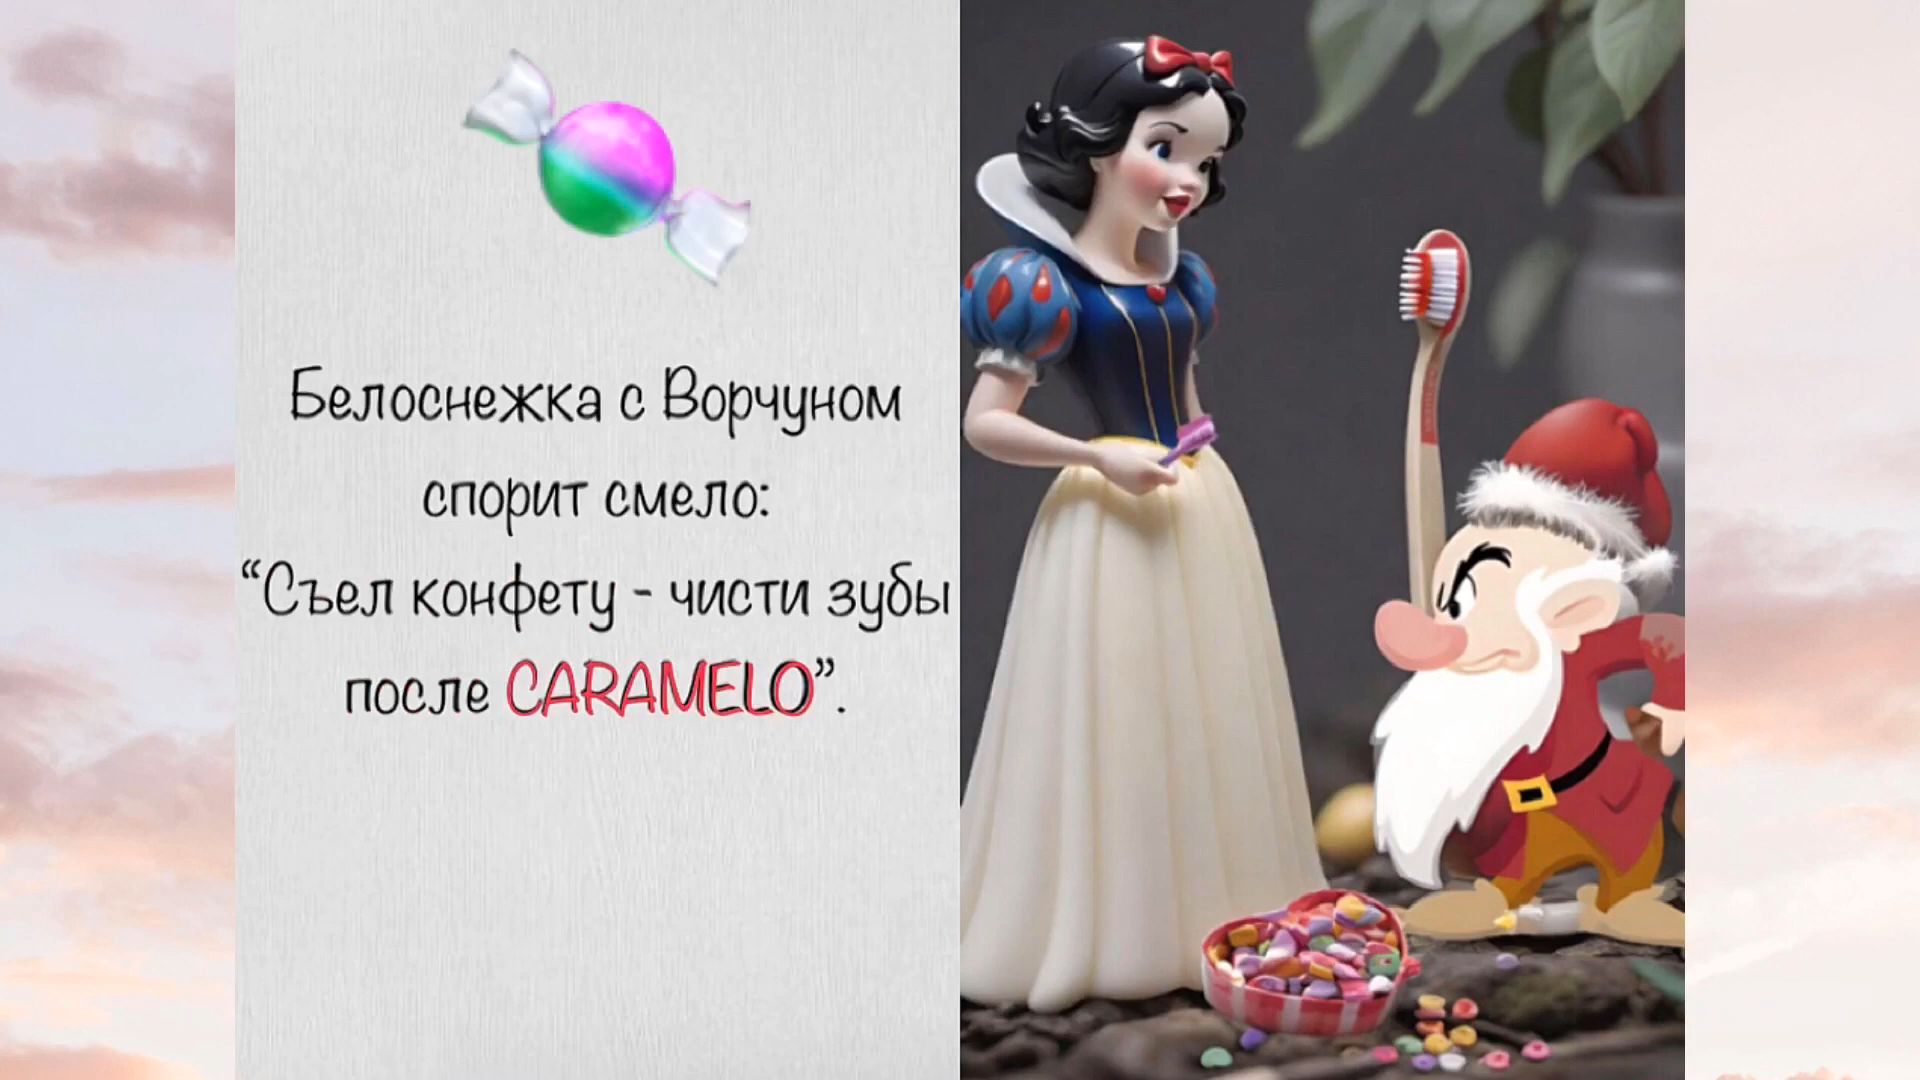 Белоснежка с Ворчуном
спорит смело:
“Съел конфету - чисти зубы
после CARAMELO”.